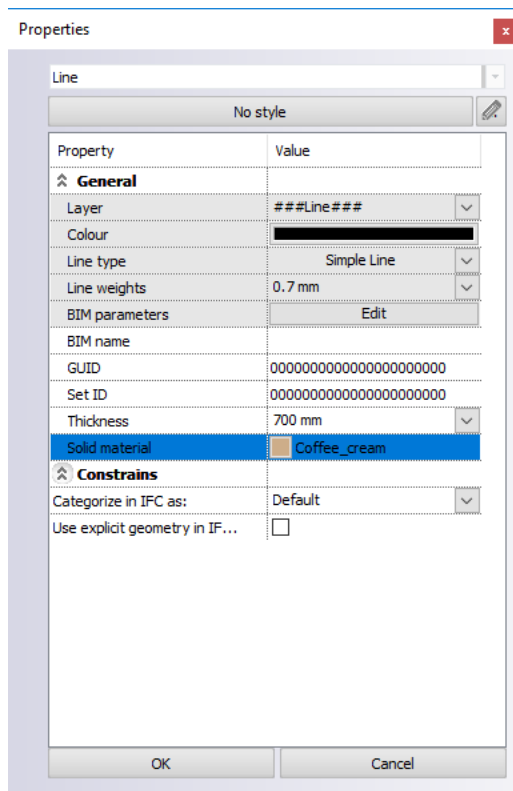 Properties
x
Line
No style
Property Value
General
Layer ###Line###
Colour
Line type Simple Line
Line weights 0.7 mm
BIM parameters Edit
BIM name
GUID 0000000000000000000000
Set ID 0000000000000000000000
Thickness 700 mm
Solid material Coffee_cream
Constrains
Categorize in IFC as: Default
Use explicit geometry in IF...
OK Cancel